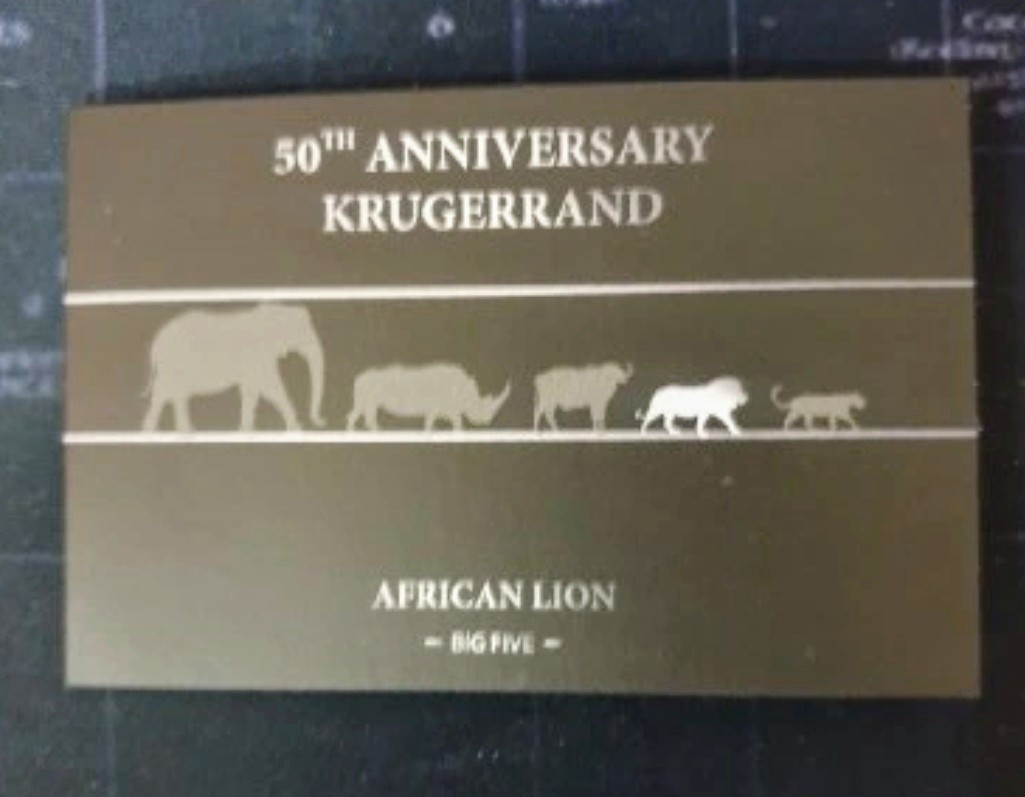 50TH ANNIVERSARY
KRUGERRAND
AFRICAN LION
- BIG FIVE -